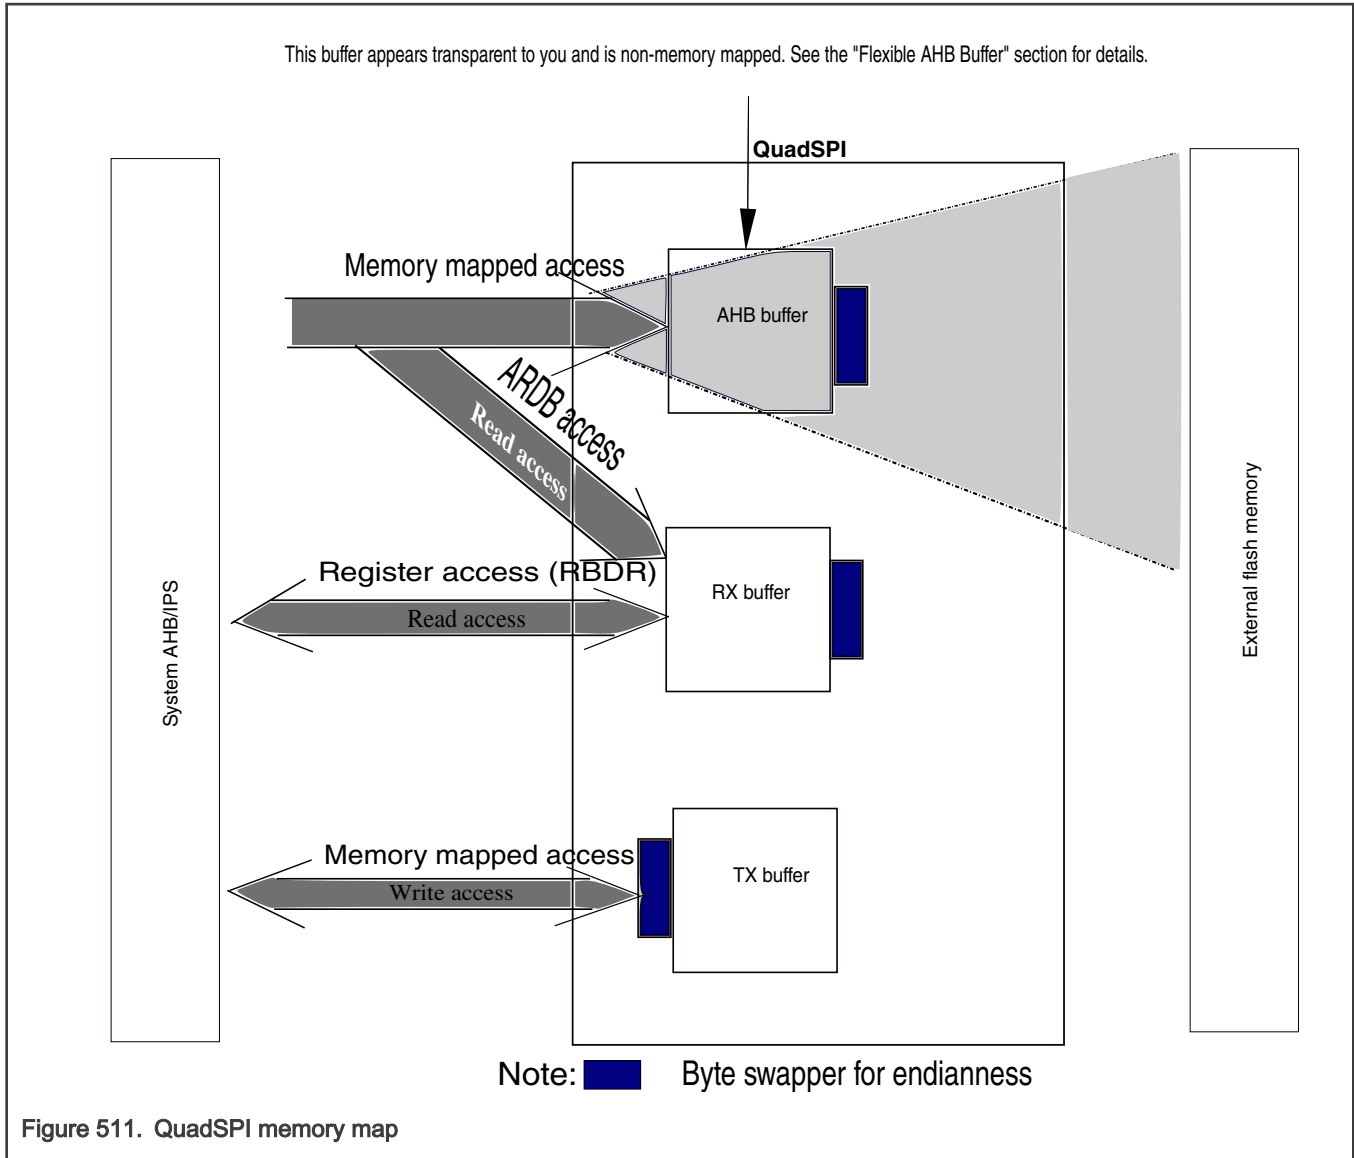 This buffer appears transparent to you and is non-memory mapped. See the "Flexible AHB Buffer" section for details.
QuadSPI
Memory mapped access
AHB buffer
ARDB access
Read access
Register access (RBDR)
Read access
RX buffer
System AHB/IPS
External flash memory
Memory mapped access
Write access
TX buffer
Note: Byte swapper for endianness
Figure 511. QuadSPI memory map